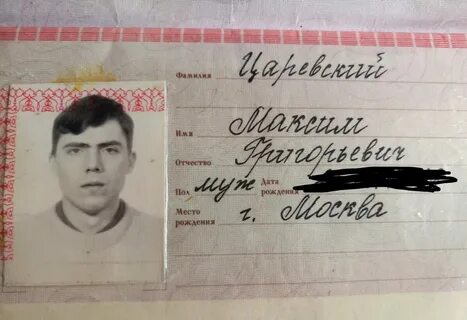 Фамилия Царевский
Имя Максим
Отчество Григорьевич
Пол муж Дата рождения
Место рождения г. Москва